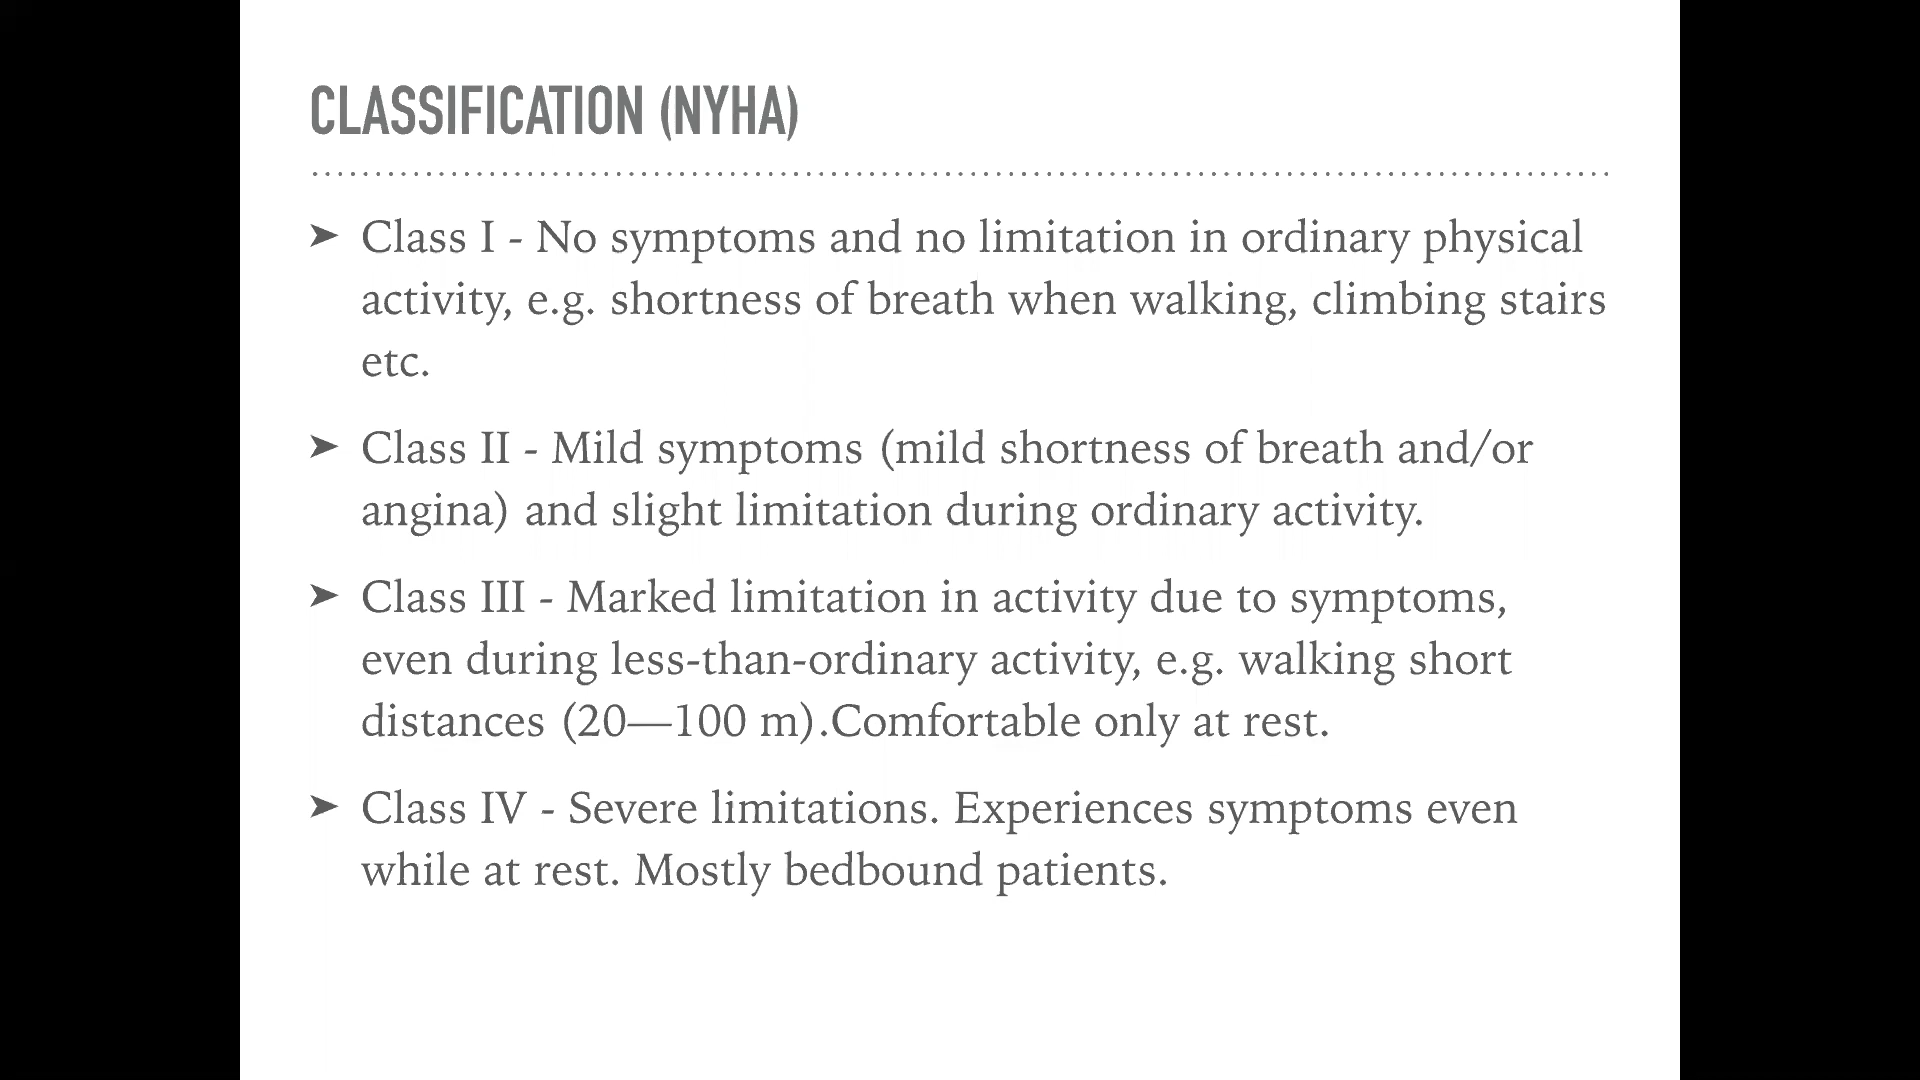 CLASSIFICATION (NYHA)
➤ Class I - No symptoms and no limitation in ordinary physical
activity, e.g. shortness of breath when walking, climbing stairs
etc.
➤ Class II - Mild symptoms (mild shortness of breath and/or
angina) and slight limitation during ordinary activity.
➤ Class III - Marked limitation in activity due to symptoms,
even during less-than-ordinary activity, e.g. walking short
distances (20—100 m).Comfortable only at rest.
➤ Class IV - Severe limitations. Experiences symptoms even
while at rest. Mostly bedbound patients.